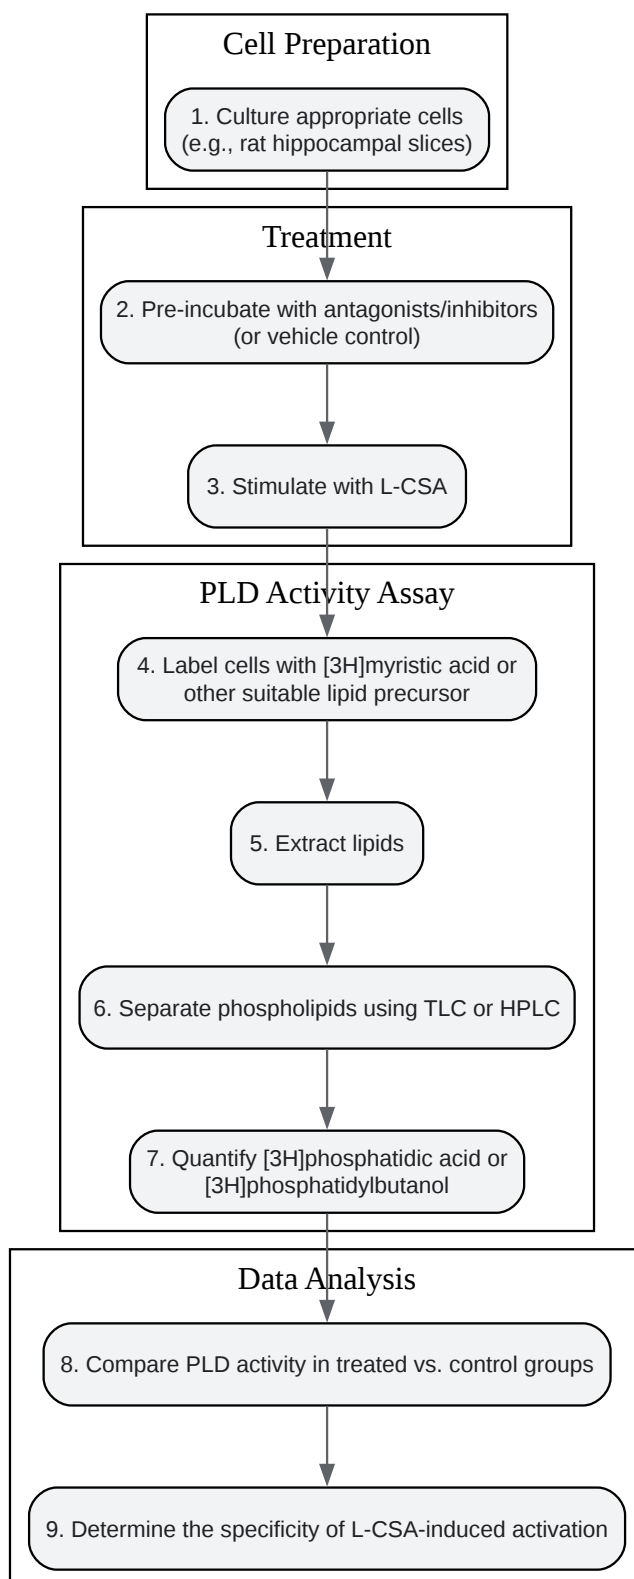 Cell Preparation
1. Culture appropriate cells
(e.g., rat hippocampal slices)
Treatment
2. Pre-incubate with antagonists/inhibitors
(or vehicle control)
3. Stimulate with L-CSA
PLD Activity Assay
4. Label cells with [3H]myristic acid or
other suitable lipid precursor
5. Extract lipids
6. Separate phospholipids using TLC or HPLC
7. Quantify [3H]phosphatidic acid or
[3H]phosphatidylbutanol
Data Analysis
8. Compare PLD activity in treated vs. control groups
9. Determine the specificity of L-CSA-induced activation